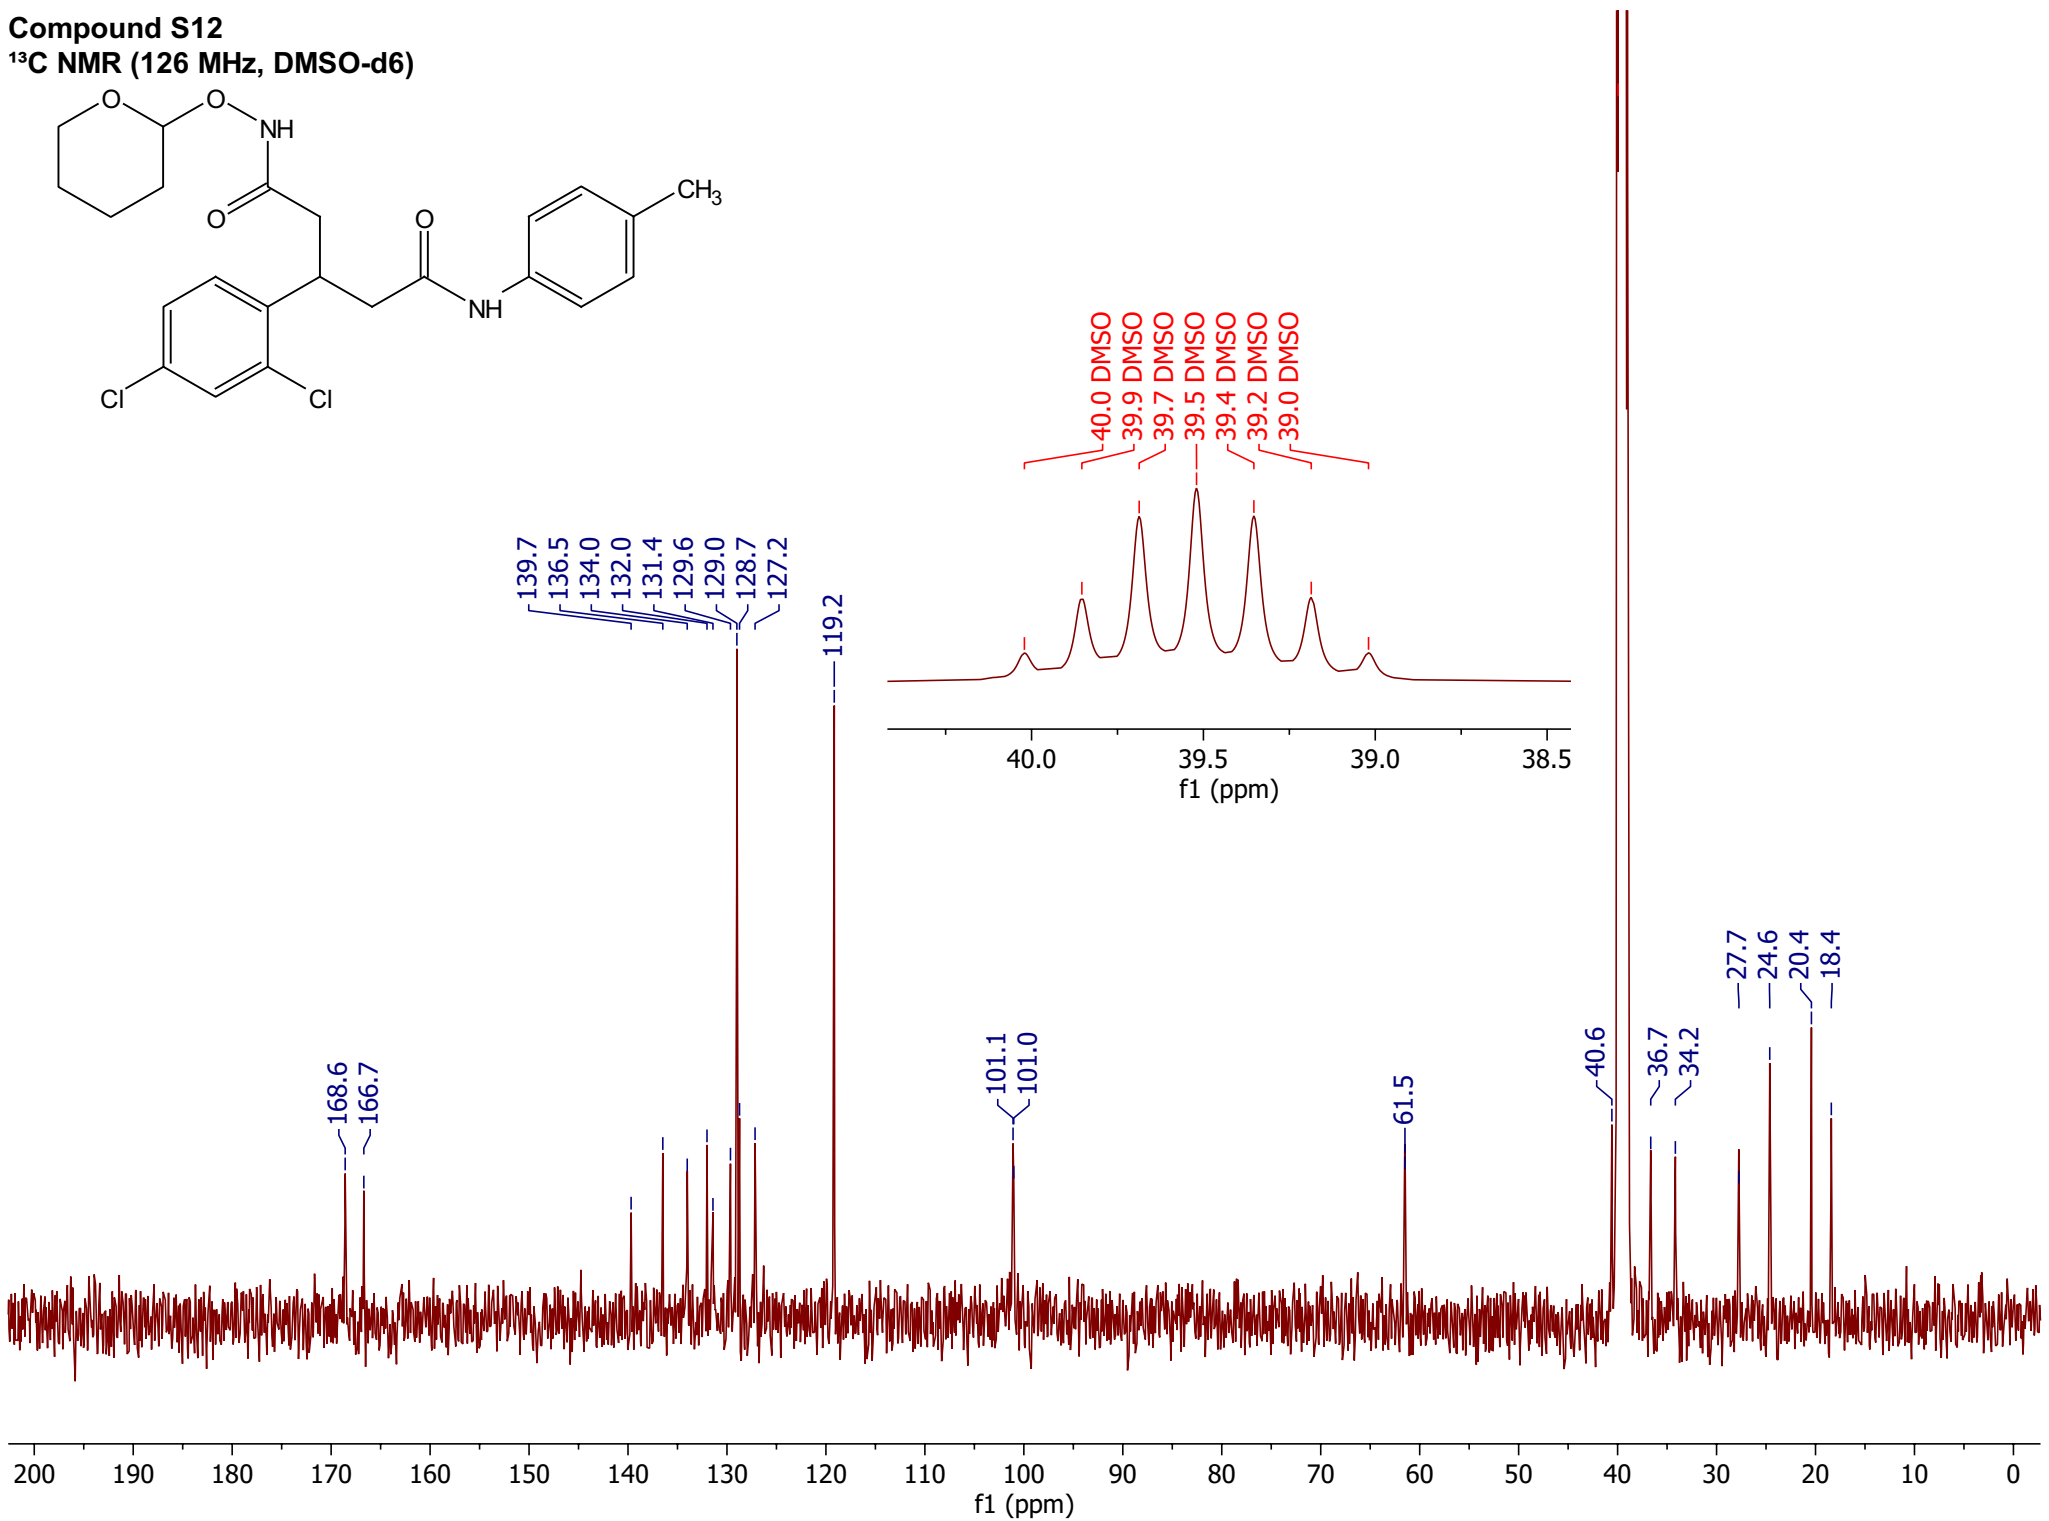 Compound S12
¹³C NMR (126 MHz, DMSO-d6)
O
O
NH
O
O
CH3
NH
Cl
Cl
40.0 DMSO
39.9 DMSO
39.7 DMSO
39.5 DMSO
39.4 DMSO
39.2 DMSO
39.0 DMSO
40.0 39.5 39.0 38.5
f1 (ppm)
139.7
136.5
134.0
132.0
131.4
129.6
129.0
128.7
127.2
119.2
168.6
166.7
101.1
101.0
61.5
40.6
36.7
34.2
27.7
24.6
20.4
18.4
200 190 180 170 160 150 140 130 120 110 100 90 80 70 60 50 40 30 20 10 0
f1 (ppm)